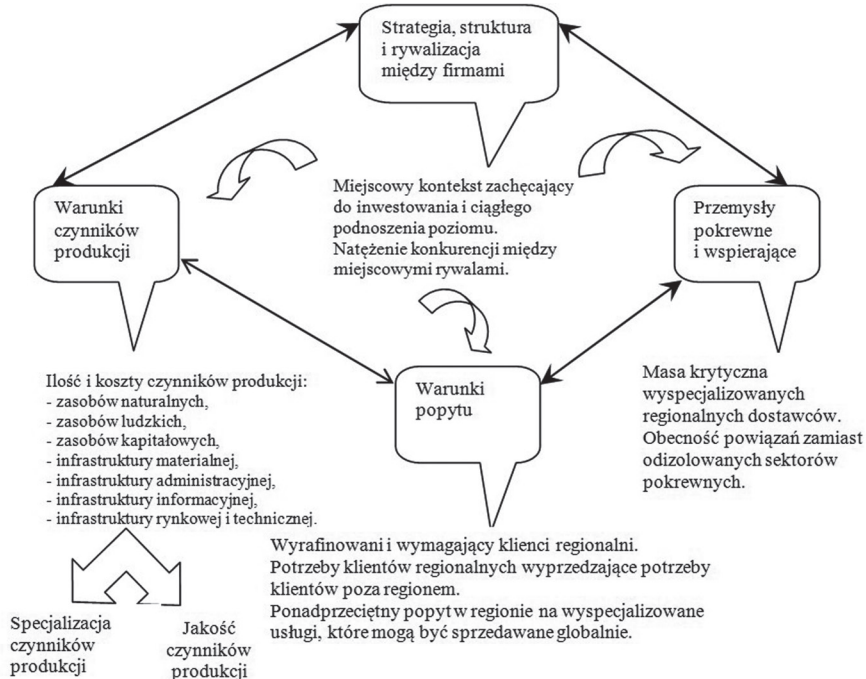 Strategia, struktura
i rywalizacja
między firmami
Warunki
czynników
produkcji
Miejscowy kontekst zachęcający
do inwestowania i ciągłego
podnoszenia poziomu.
Natężenie konkurencji między
miejscowymi rywalami.
Przemysły
pokrewne
i wspierające
Ilość i koszty czynników produkcji:
- zasobów naturalnych,
- zasobów ludzkich,
- zasobów kapitałowych,
- infrastruktury materialnej,
- infrastruktury administracyjnej,
- infrastruktury informacyjnej,
- infrastruktury rynkowej i technicznej.
Warunki
popytu
Masa krytyczna
wyspecjalizowanych
regionalnych dostawców.
Obecność powiązań zamiast
odizolowanych sektorów
pokrewnych.
Wyrafinowani i wymagający klienci regionalni.
Potrzeby klientów regionalnych wyprzedzające potrzeby
klientów poza regionem.
Ponadprzeciętny popyt w regionie na wyspecjalizowane
usługi, które mogą być sprzedawane globalnie.
Specjalizacja
czynników
produkcji
Jakość
czynników
produkcji